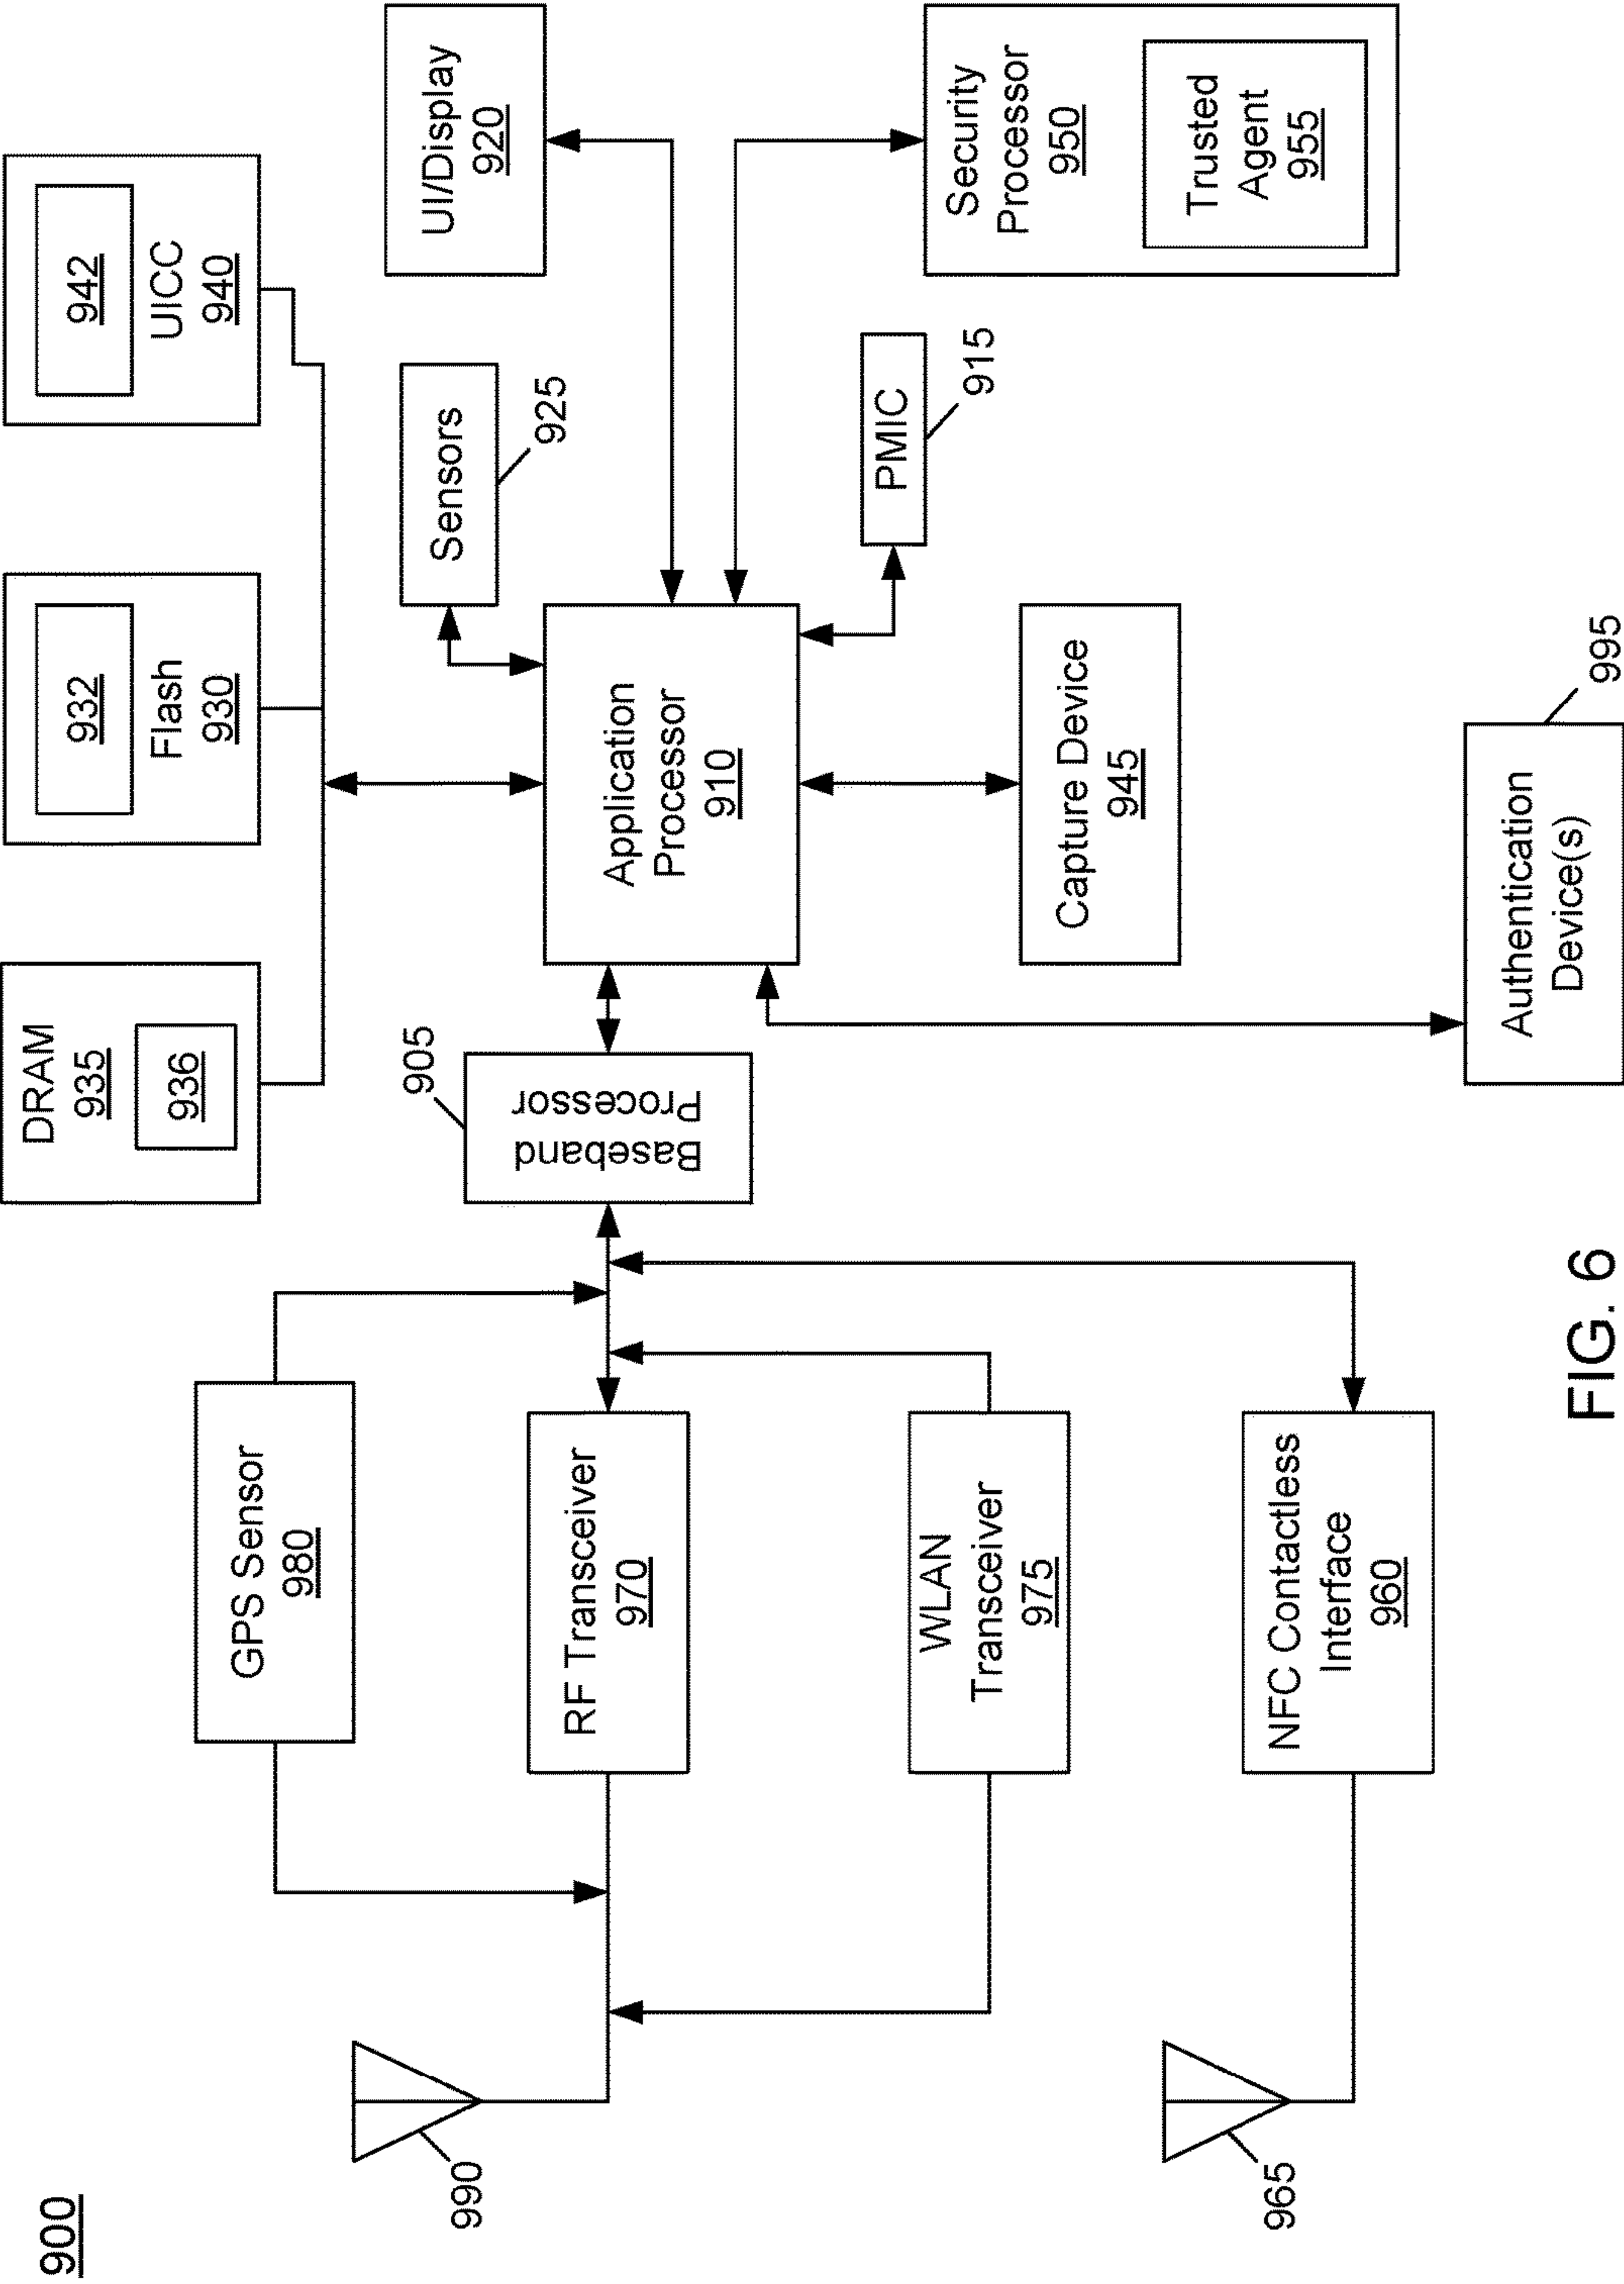 900
990
965
GPS Sensor
980
RF Transceiver
970
WLAN
Transceiver
975
NFC Contactless
Interface
960
905
Baseband
Processor
DRAM
935
936
932
Flash
930
942
UICC
940
Sensors
925
UI/Display
920
Application
Processor
910
Security
Processor
950
Trusted
Agent
955
PMIC
915
Capture Device
945
Authentication
Device(s)
995
FIG. 6